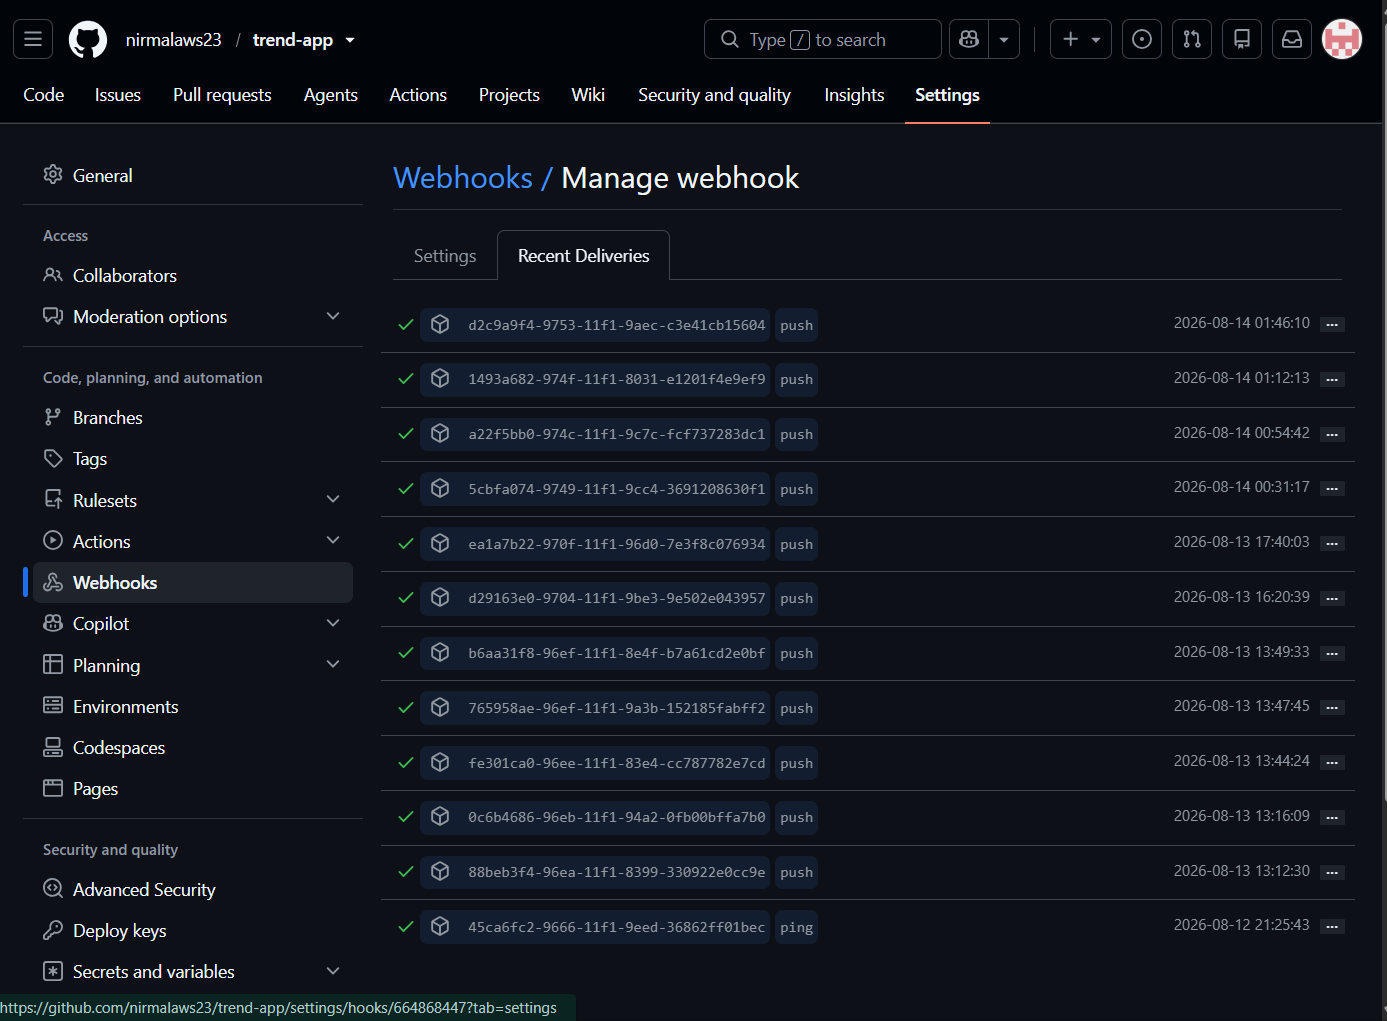 nirmalaws23 / trend-app
Type / to search
Code Issues Pull requests Agents Actions Projects Wiki Security and quality Insights Settings
General
Access
Collaborators
Moderation options
Code, planning, and automation
Branches
Tags
Rulesets
Actions
Webhooks
Copilot
Planning
Environments
Codespaces
Pages
Security and quality
Advanced Security
Deploy keys
Secrets and variables
Webhooks / Manage webhook
Settings Recent Deliveries
d2c9a9f4-9753-11f1-9aec-c3e41cb15604 push 2026-08-14 01:46:10
1493a682-974f-11f1-8031-e1201f4e9ef9 push 2026-08-14 01:12:13
a22f5bb0-974c-11f1-9c7c-fcf737283dc1 push 2026-08-14 00:54:42
5cbfa074-9749-11f1-9cc4-3691208630f1 push 2026-08-14 00:31:17
ea1a7b22-970f-11f1-96d0-7e3f8c076934 push 2026-08-13 17:40:03
d29163e0-9704-11f1-9be3-9e502e043957 push 2026-08-13 16:20:39
b6aa31f8-96ef-11f1-8e4f-b7a61cd2e0bf push 2026-08-13 13:49:33
765958ae-96ef-11f1-9a3b-152185fabff2 push 2026-08-13 13:47:45
fe301ca0-96ee-11f1-83e4-cc787782e7cd push 2026-08-13 13:44:24
0c6b4686-96eb-11f1-94a2-0fb00bffa7b0 push 2026-08-13 13:16:09
88beb3f4-96ea-11f1-8399-330922e0cc9e push 2026-08-13 13:12:30
45ca6fc2-9666-11f1-9eed-36862ff01bec ping 2026-08-12 21:25:43
https://github.com/nirmalaws23/trend-app/settings/hooks/664868447?tab=settings